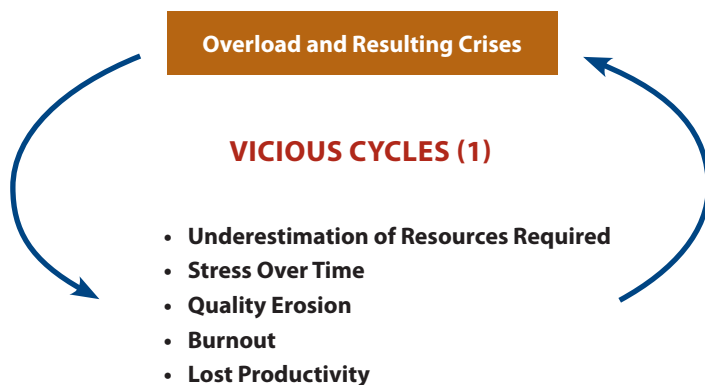 Overload and Resulting Crises
VICIOUS CYCLES (1)
• Underestimation of Resources Required
• Stress Over Time
• Quality Erosion
• Burnout
• Lost Productivity